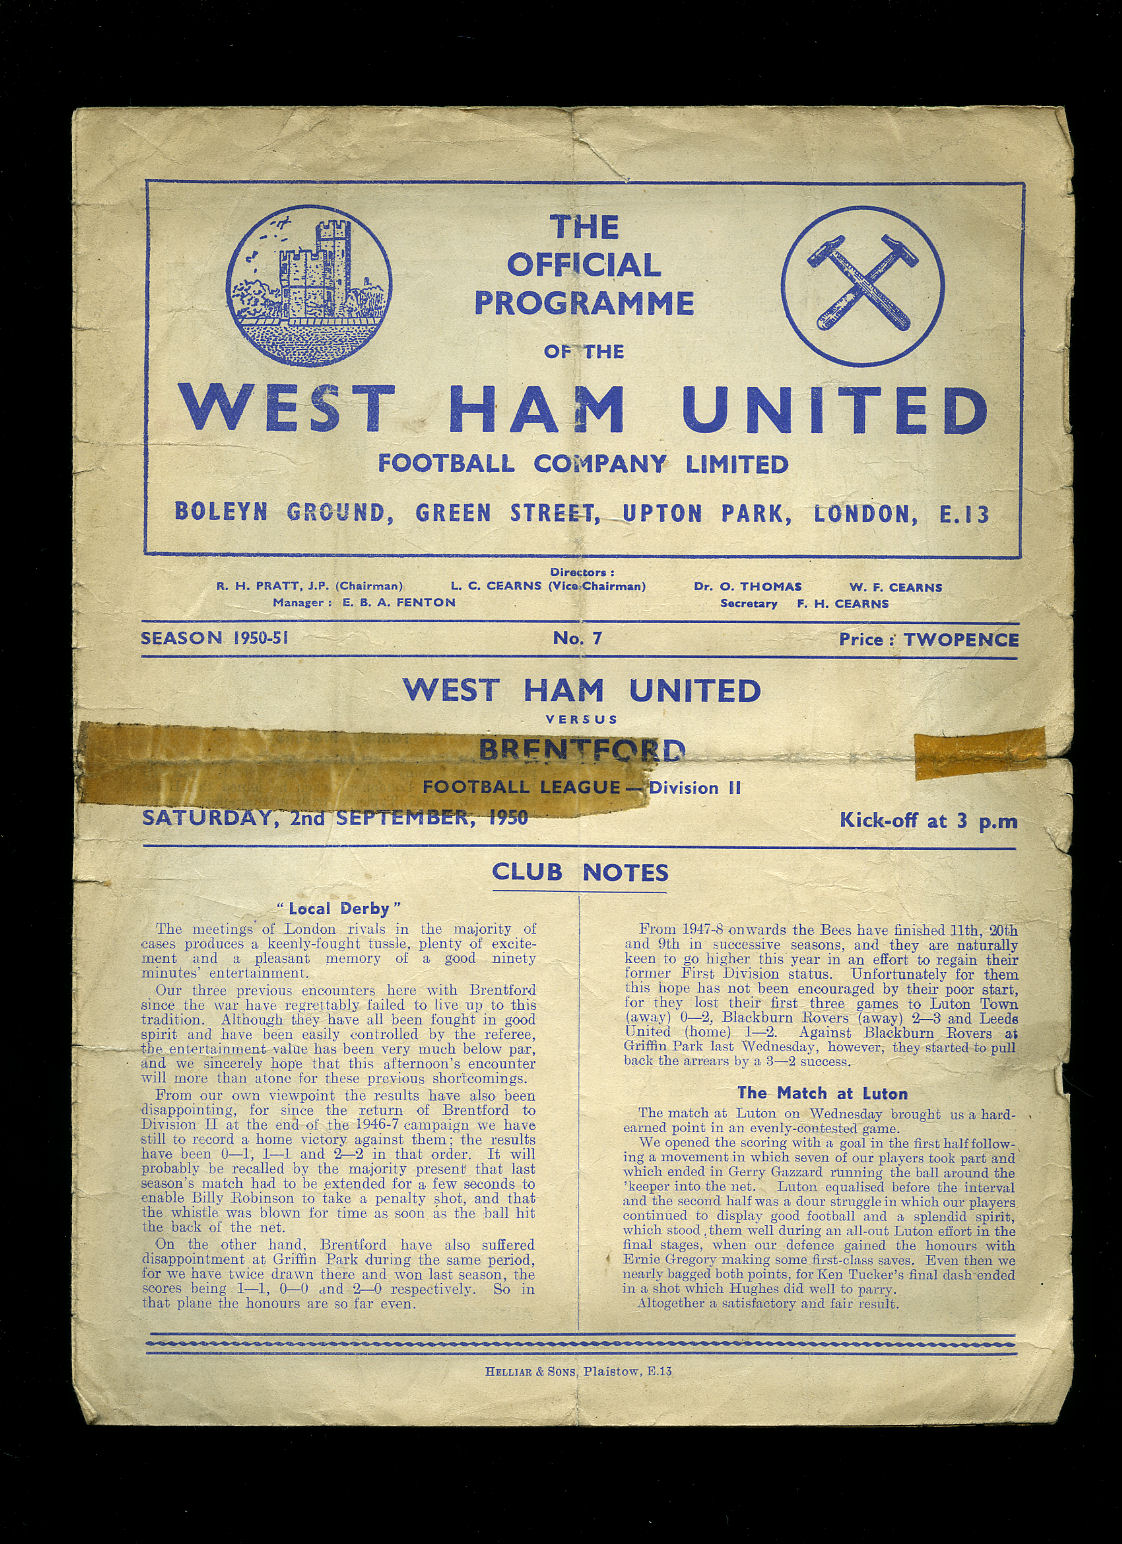 THE
OFFICIAL
PROGRAMME
OF THE
WEST HAM UNITED
FOOTBALL COMPANY LIMITED
BOLEYN GROUND, GREEN STREET, UPTON PARK, LONDON, E.13
Directors :
R. H. PRATT, J.P. (Chairman) L. C. CEARNS (Vice-Chairman) Dr. O. THOMAS W. F. CEARNS
Manager : E. B. A. FENTON Secretary F. H. CEARNS
SEASON 1950-51 No. 7 Price : TWOPENCE
WEST HAM UNITED
VERSUS
BRENTFORD
FOOTBALL LEAGUE — Division II
SATURDAY, 2nd SEPTEMBER, 1950 Kick-off at 3 p.m
CLUB NOTES
“ Local Derby ”
The meetings of London rivals in the majority of
cases produces a keenly-fought tussle, plenty of excite-
ment and a pleasant memory of a good ninety
minutes’ entertainment.
Our three previous encounters here with Brentford
since the war have regrettably failed to live up to this
tradition. Although they have all been fought in good
spirit and have been easily controlled by the referee,
the entertainment value has been very much below par,
and we sincerely hope that this afternoon’s encounter
will more than atone for these previous shortcomings.
From our own viewpoint the results have also been
disappointing, for since the return of Brentford to
Division II at the end of the 1946-7 campaign we have
still to record a home victory against them ; the results
have been 0—1, 1—1 and 2—2 in that order. It will
probably be recalled by the majority present that last
season’s match had to be extended for a few seconds to
enable Billy Robinson to take a penalty shot, and that
the whistle was blown for time as soon as the ball hit
the back of the net.
On the other hand, Brentford have also suffered
disappointment at Griffin Park during the same period,
for we have twice drawn there and won last season, the
scores being 1—1, 0—0 and 2—0 respectively. So in
that plane the honours are so far even.
From 1947-8 onwards the Bees have finished 11th, 20th
and 9th in successive seasons, and they are naturally
keen to go higher this year in an effort to regain their
former First Division status. Unfortunately for them
this hope has not been encouraged by their poor start,
for they lost their first three games to Luton Town
(away) 0—2, Blackburn Rovers (away) 2—3 and Leeds
United (home) 1—2. Against Blackburn Rovers at
Griffin Park last Wednesday, however, they started to pull
back the arrears by a 3—2 success.
The Match at Luton
The match at Luton on Wednesday brought us a hard-
earned point in an evenly-contested game.
We opened the scoring with a goal in the first half follow-
ing a movement in which seven of our players took part and
which ended in Gerry Gazzard running the ball around the
’keeper into the net. Luton equalised before the interval
and the second half was a dour struggle in which our players
continued to display good football and a splendid spirit,
which stood them well during an all-out Luton effort in the
final stages, when our defence gained the honours with
Ernie Gregory making some first-class saves. Even then we
nearly bagged both points, for Ken Tucker’s final dash ended
in a shot which Hughes did well to parry.
Altogether a satisfactory and fair result.
HELLIAR & SONS, Plaistow, E.13